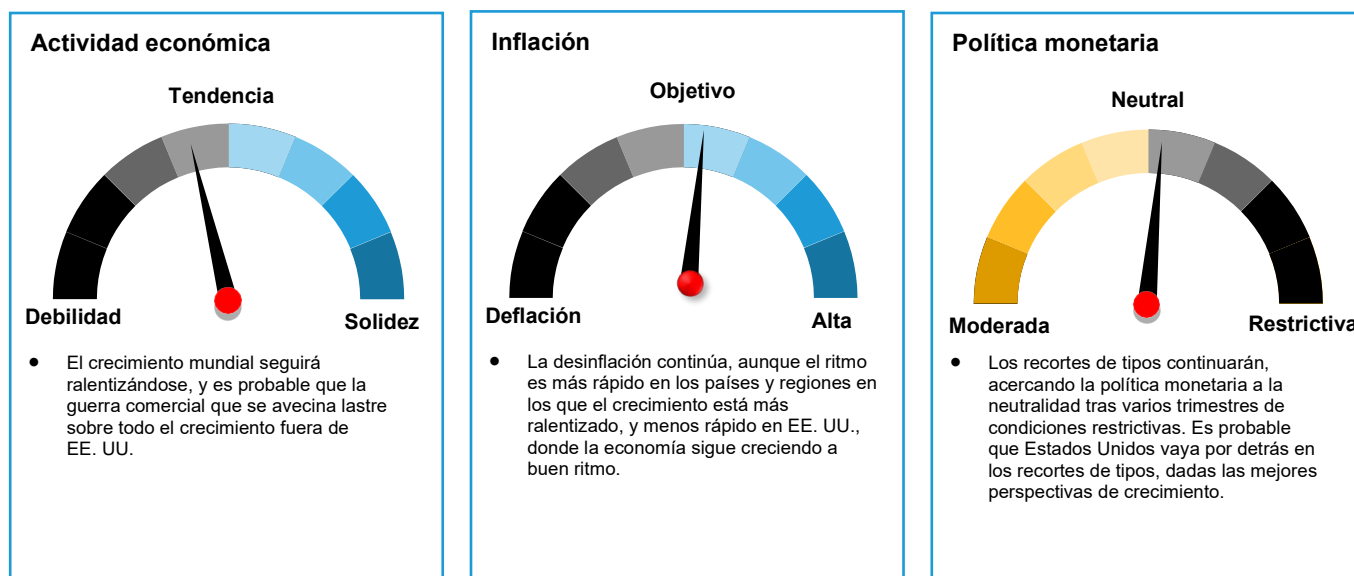 Actividad económica
Tendencia
Debilidad
Solidez
• El crecimiento mundial seguirá
ralentizándose, y es probable que la
guerra comercial que se avecina lastre
sobre todo el crecimiento fuera de
EE. UU.
Inflación
Objetivo
Deflación
Alta
• La desinflación continúa, aunque el ritmo
es más rápido en los países y regiones en
los que el crecimiento está más
ralentizado, y menos rápido en EE. UU.,
donde la economía sigue creciendo a
buen ritmo.
Política monetaria
Neutral
Moderada
Restrictiva
• Los recortes de tipos continuarán,
acercando la política monetaria a la
neutralidad tras varios trimestres de
condiciones restrictivas. Es probable
que Estados Unidos vaya por detrás en
los recortes de tipos, dadas las mejores
perspectivas de crecimiento.